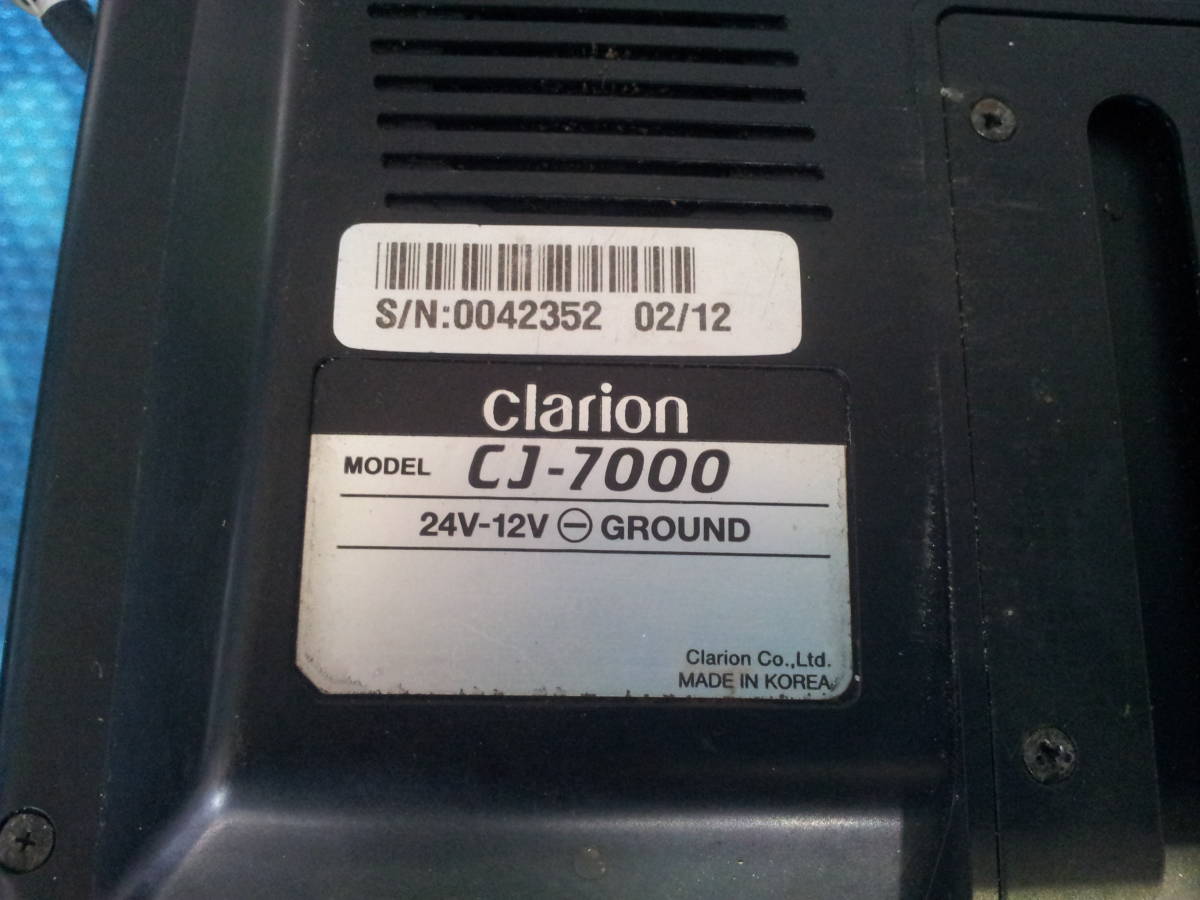 S/N:0042352 02/12
clarion
MODEL CJ-7000
24V-12V ⊖ GROUND
Clarion Co.,Ltd.
MADE IN KOREA